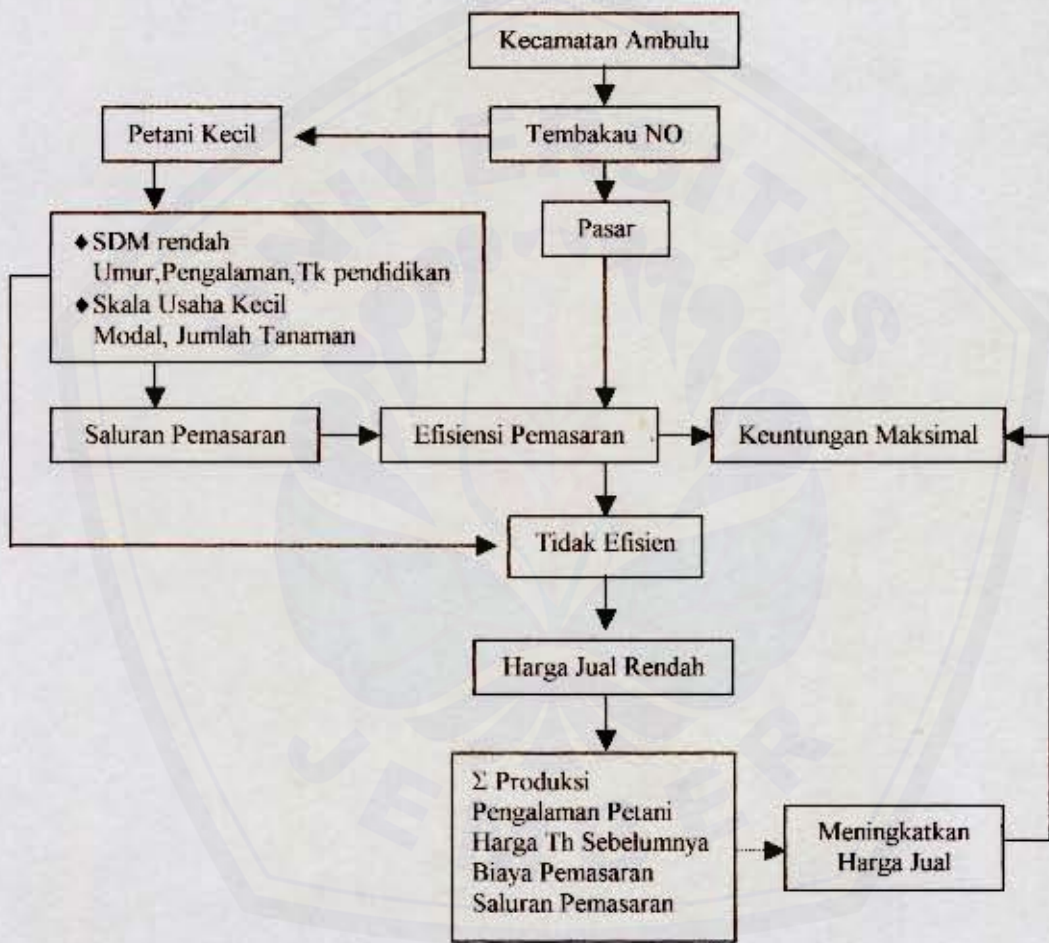 Kecamatan Ambulu
Petani Kecil
Tembakau NO
Pasar
♦ SDM rendah
Umur,Pengalaman,Tk pendidikan
♦ Skala Usaha Kecil
Modal, Jumlah Tanaman
Saluran Pemasaran
Efisiensi Pemasaran
Keuntungan Maksimal
Tidak Efisien
Harga Jual Rendah
Σ Produksi
Pengalaman Petani
Harga Th Sebelumnya
Biaya Pemasaran
Saluran Pemasaran
Meningkatkan
Harga Jual
UNIVERSITAS
JEMBER